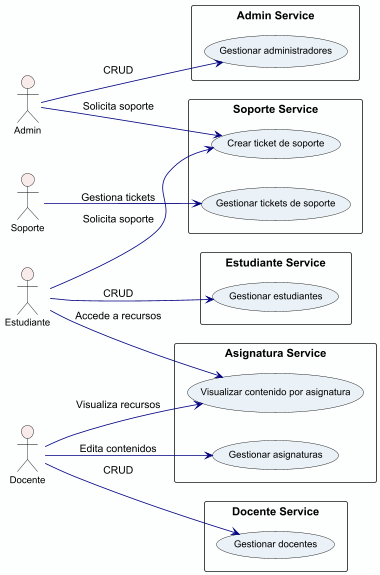 Admin Service
Gestionar administradores
CRUD
Admin
Solicita soporte
Soporte Service
Crear ticket de soporte
Gestiona tickets
Gestionar tickets de soporte
Soporte
Solicita soporte
Estudiante Service
CRUD
Gestionar estudiantes
Estudiante
Accede a recursos
Asignatura Service
Visualizar contenido por asignatura
Visualiza recursos
Edita contenidos
Gestionar asignaturas
Docente
CRUD
Docente Service
Gestionar docentes